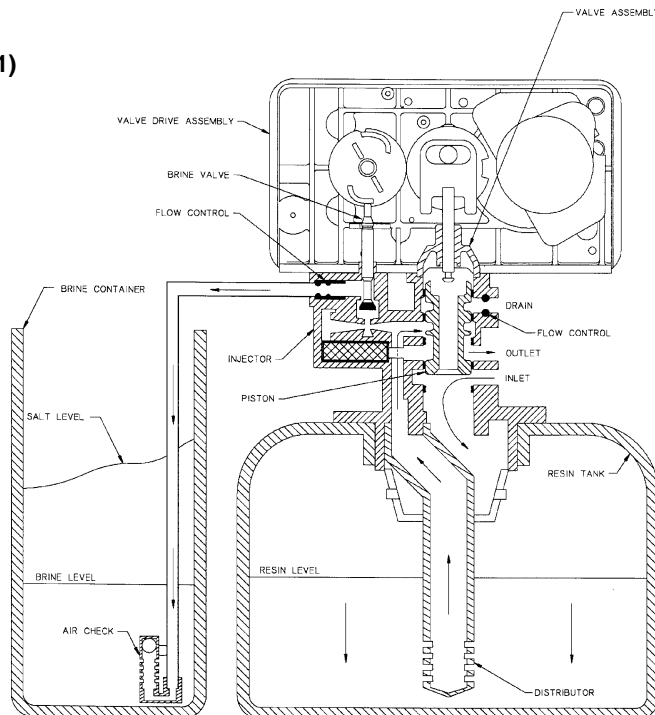 VALVE ASSEMBLY
1)
VALVE DRIVE ASSEMBLY
BRINE VALVE
FLOW CONTROL
BRINE CONTAINER
DRAIN
FLOW CONTROL
INJECTOR
OUTLET
INLET
PISTON
SALT LEVEL
RESIN TANK
BRINE LEVEL
RESIN LEVEL
AIR CHECK
DISTRIBUTOR